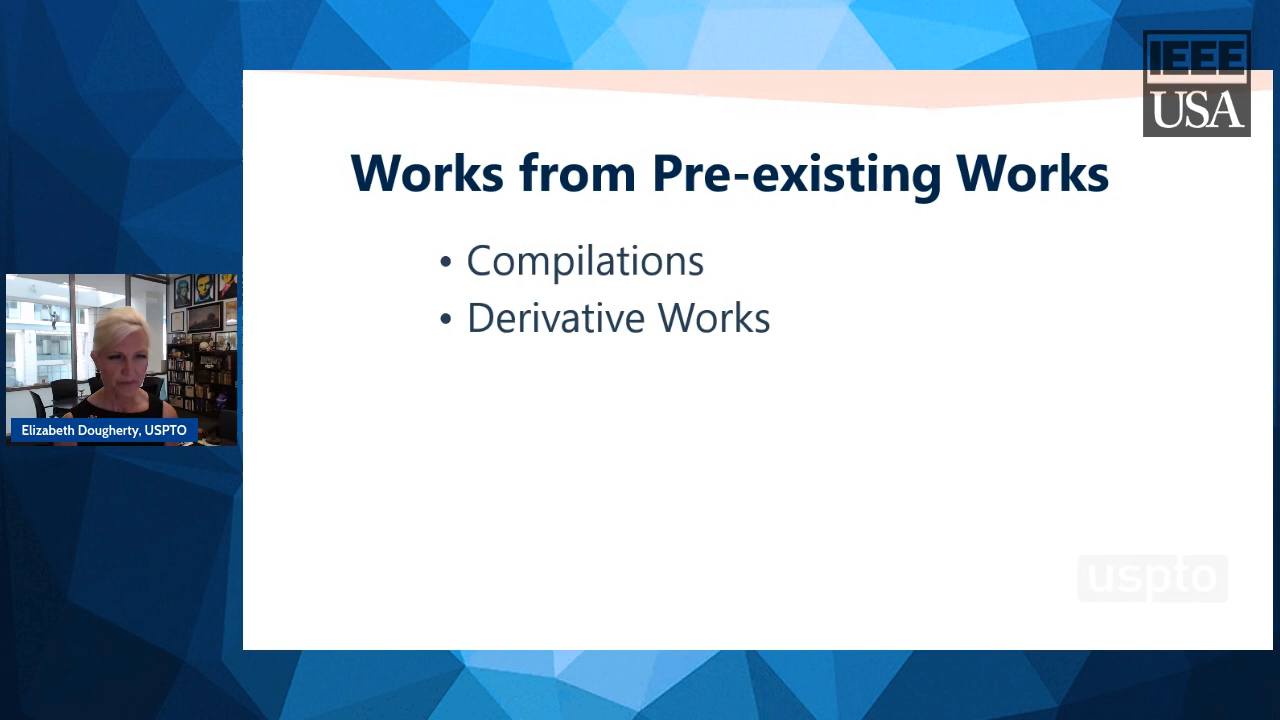 IEEE
USA
Works from Pre-existing Works
• Compilations
• Derivative Works
Elizabeth Dougherty, USPTO
uspto